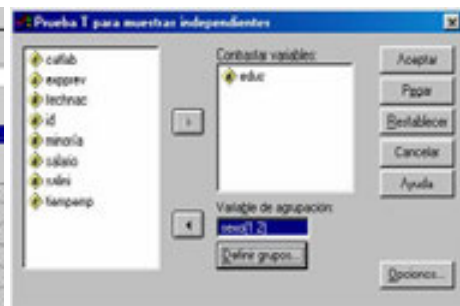 Prueba T para muestras independientes
catlab
expprev
fechnac
id
minoría
salario
salini
tiempemp
Contrastar variables:
educ
Variable de agrupación:
sexo(1 2)
Definir grupos...
Aceptar
Pegar
Restablecer
Cancelar
Ayuda
Opciones...